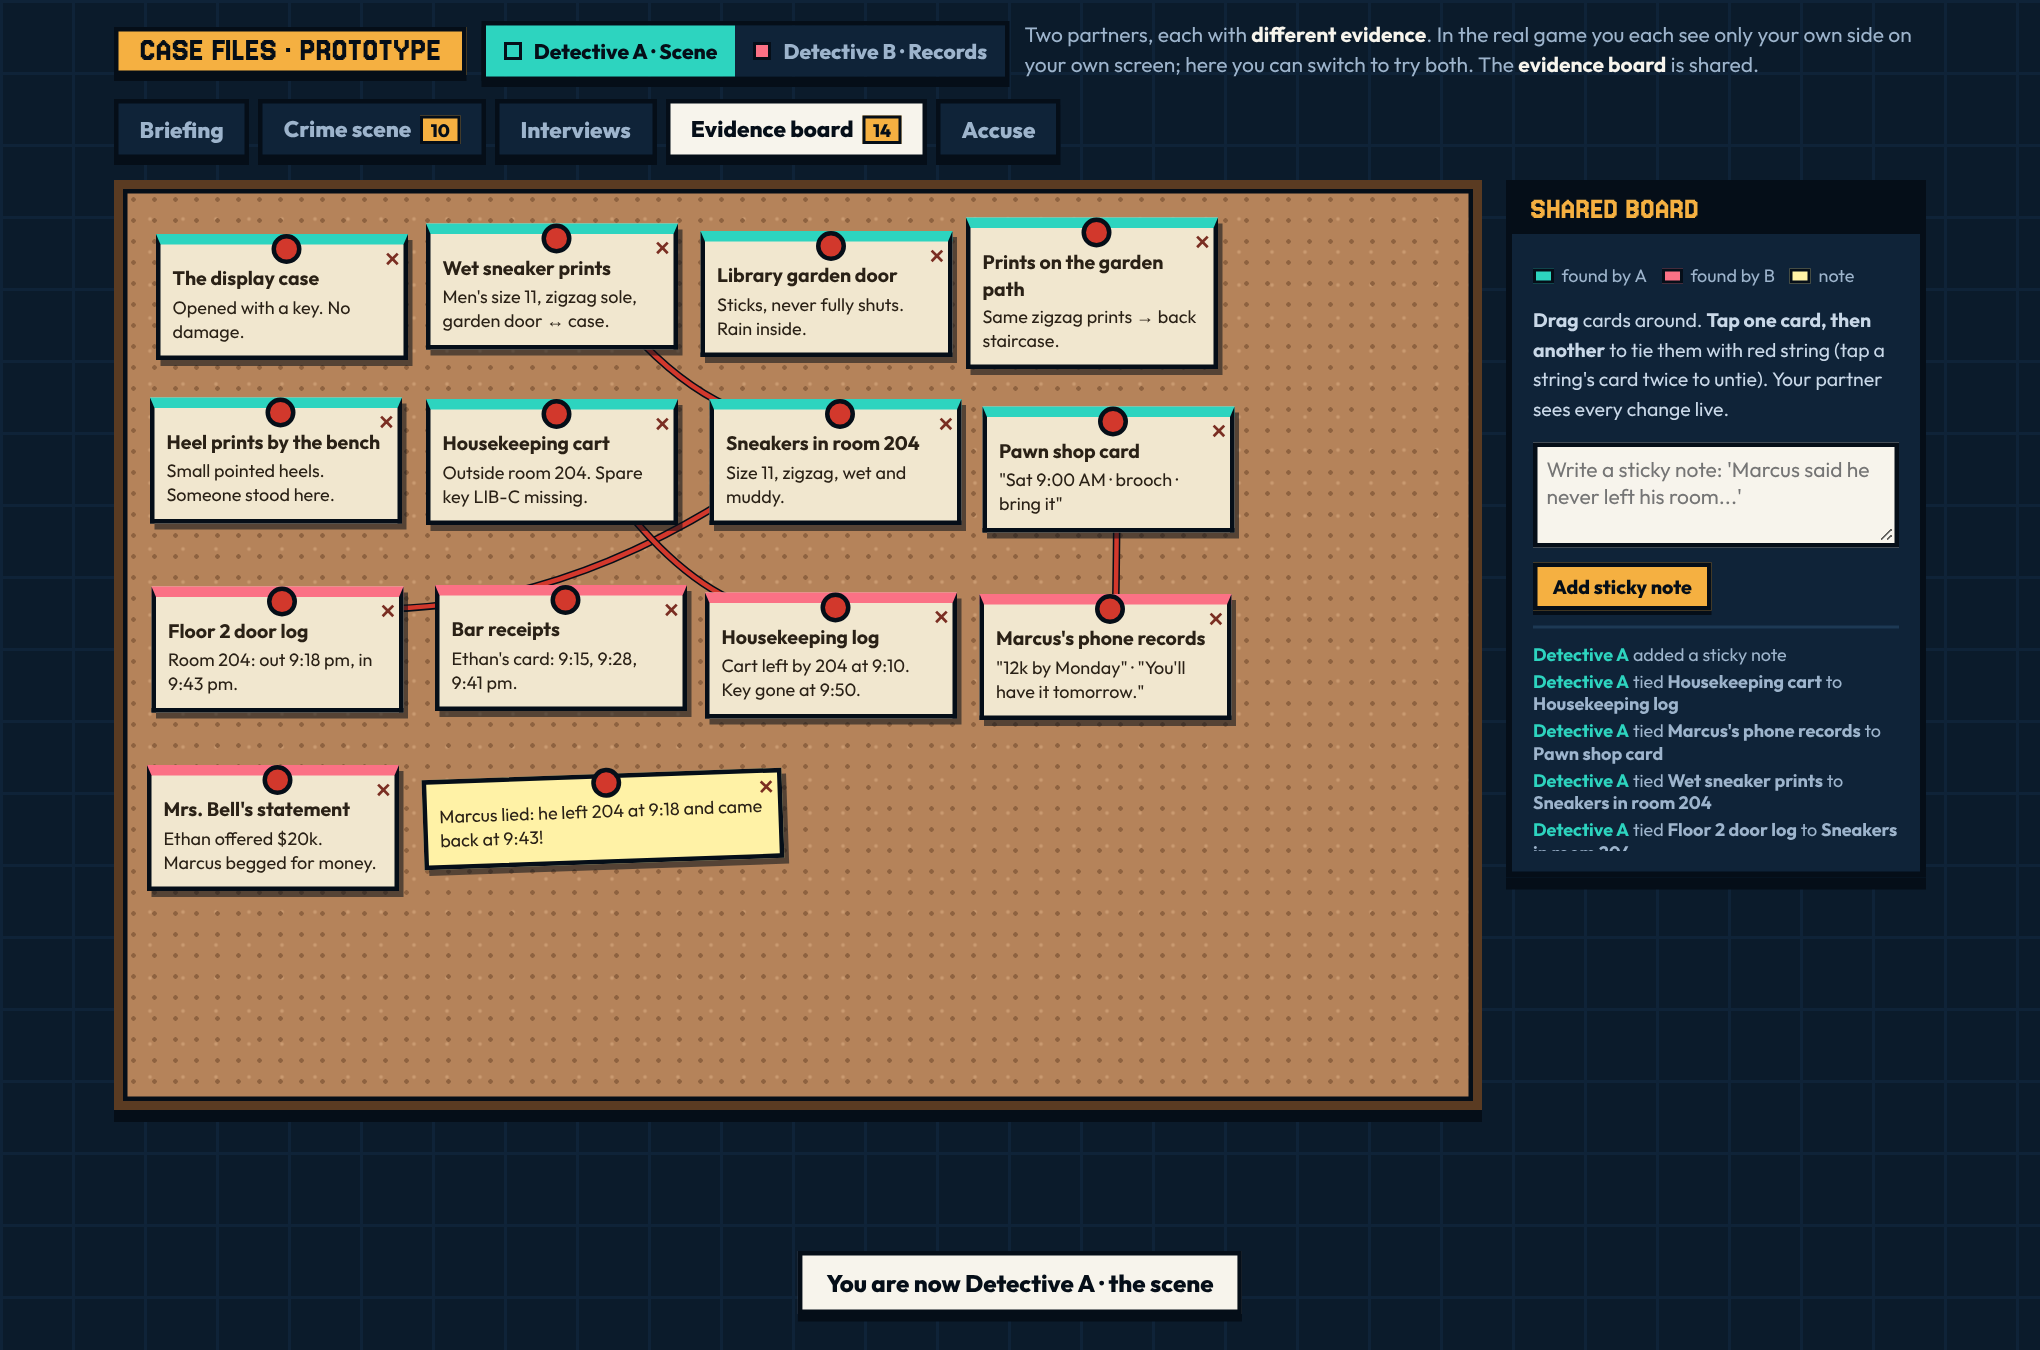 CASE FILES · PROTOTYPE
Detective A · Scene
Detective B · Records
Two partners, each with different evidence. In the real game you each see only your own side on
your own screen; here you can switch to try both. The evidence board is shared.
Briefing
Crime scene 10
Interviews
Evidence board 14
Accuse
The display case
Opened with a key. No
damage.
Wet sneaker prints
Men's size 11, zigzag sole,
garden door ↔ case.
Library garden door
Sticks, never fully shuts.
Rain inside.
Prints on the garden
path
Same zigzag prints → back
staircase.
Heel prints by the bench
Small pointed heels.
Someone stood here.
Housekeeping cart
Outside room 204. Spare
key LIB-C missing.
Sneakers in room 204
Size 11, zigzag, wet and
muddy.
Pawn shop card
"Sat 9:00 AM · brooch ·
bring it"
Floor 2 door log
Room 204: out 9:18 pm, in
9:43 pm.
Bar receipts
Ethan's card: 9:15, 9:28,
9:41 pm.
Housekeeping log
Cart left by 204 at 9:10.
Key gone at 9:50.
Marcus's phone records
"12k by Monday" · "You'll
have it tomorrow."
Mrs. Bell's statement
Ethan offered $20k.
Marcus begged for money.
Marcus lied: he left 204 at 9:18 and came
back at 9:43!
SHARED BOARD
found by A
found by B
note
Drag cards around. Tap one card, then
another to tie them with red string (tap a
string's card twice to untie). Your partner
sees every change live.
Write a sticky note: 'Marcus said he
never left his room...'
Add sticky note
Detective A added a sticky note
Detective A tied Housekeeping cart to
Housekeeping log
Detective A tied Marcus's phone records to
Pawn shop card
Detective A tied Wet sneaker prints to
Sneakers in room 204
Detective A tied Floor 2 door log to Sneakers
in room 204
You are now Detective A · the scene